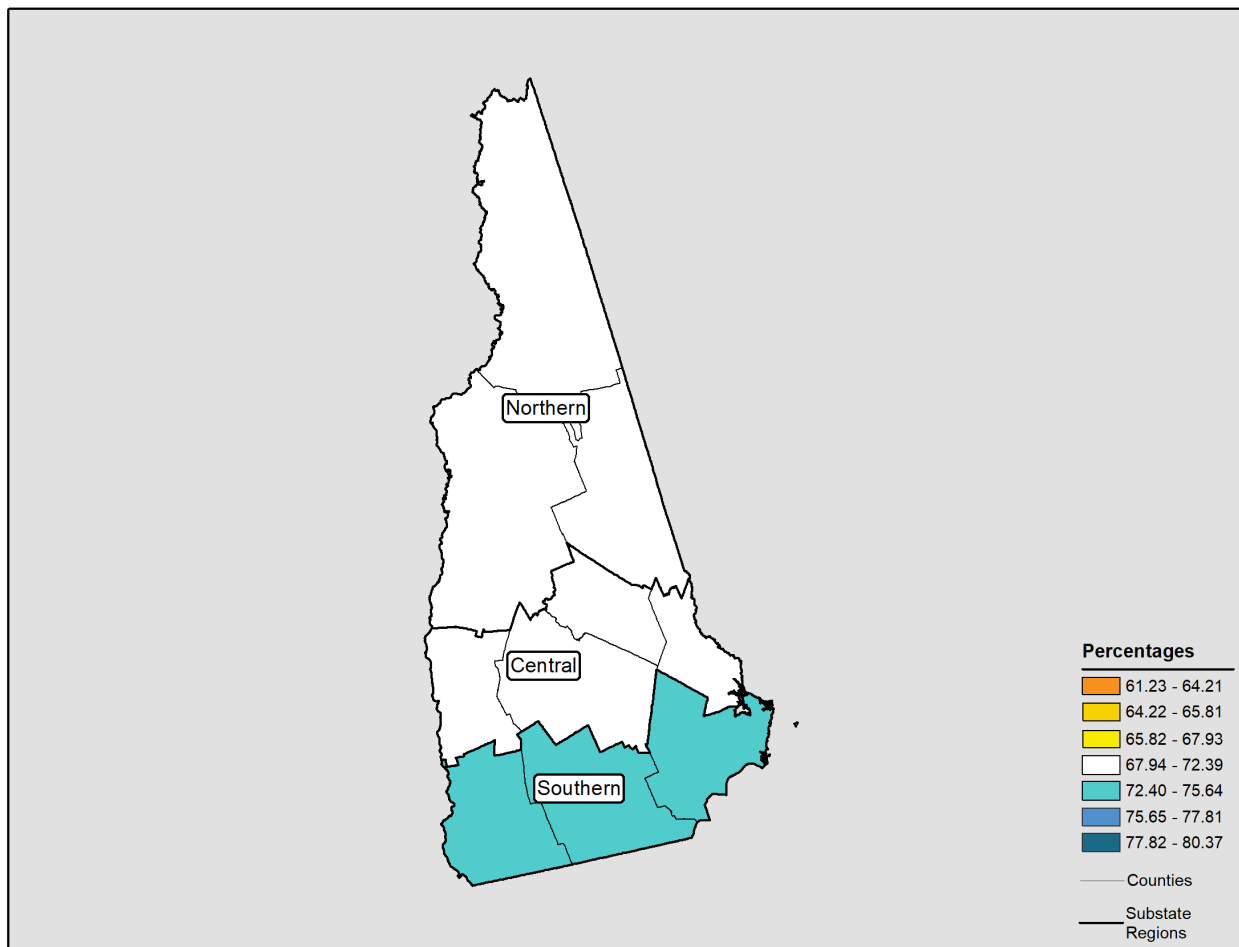 Northern
Central
Southern
Percentages
61.23 - 64.21
64.22 - 65.81
65.82 - 67.93
67.94 - 72.39
72.40 - 75.64
75.65 - 77.81
77.82 - 80.37
Counties
Substate
Regions